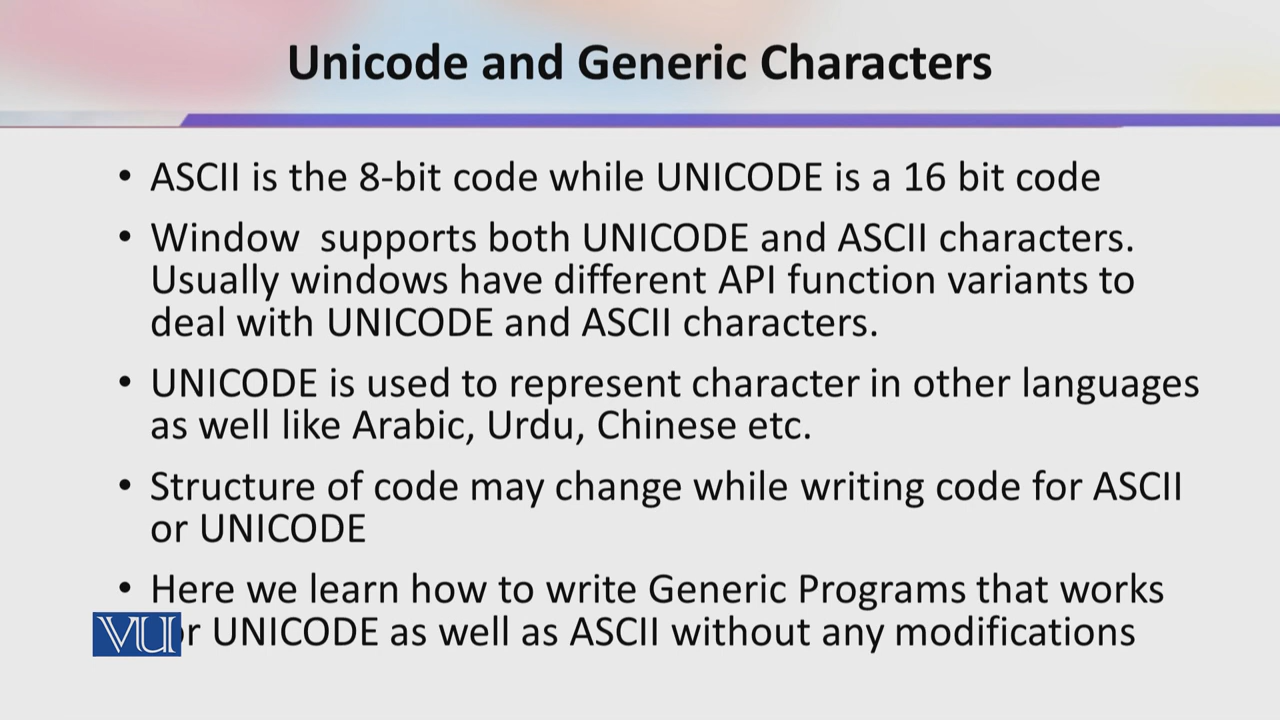 Unicode and Generic Characters
• ASCII is the 8-bit code while UNICODE is a 16 bit code
• Window  supports both UNICODE and ASCII characters.
Usually windows have different API function variants to
deal with UNICODE and ASCII characters.
• UNICODE is used to represent character in other languages
as well like Arabic, Urdu, Chinese etc.
• Structure of code may change while writing code for ASCII
or UNICODE
• Here we learn how to write Generic Programs that works
VU UNICODE as well as ASCII without any modifications